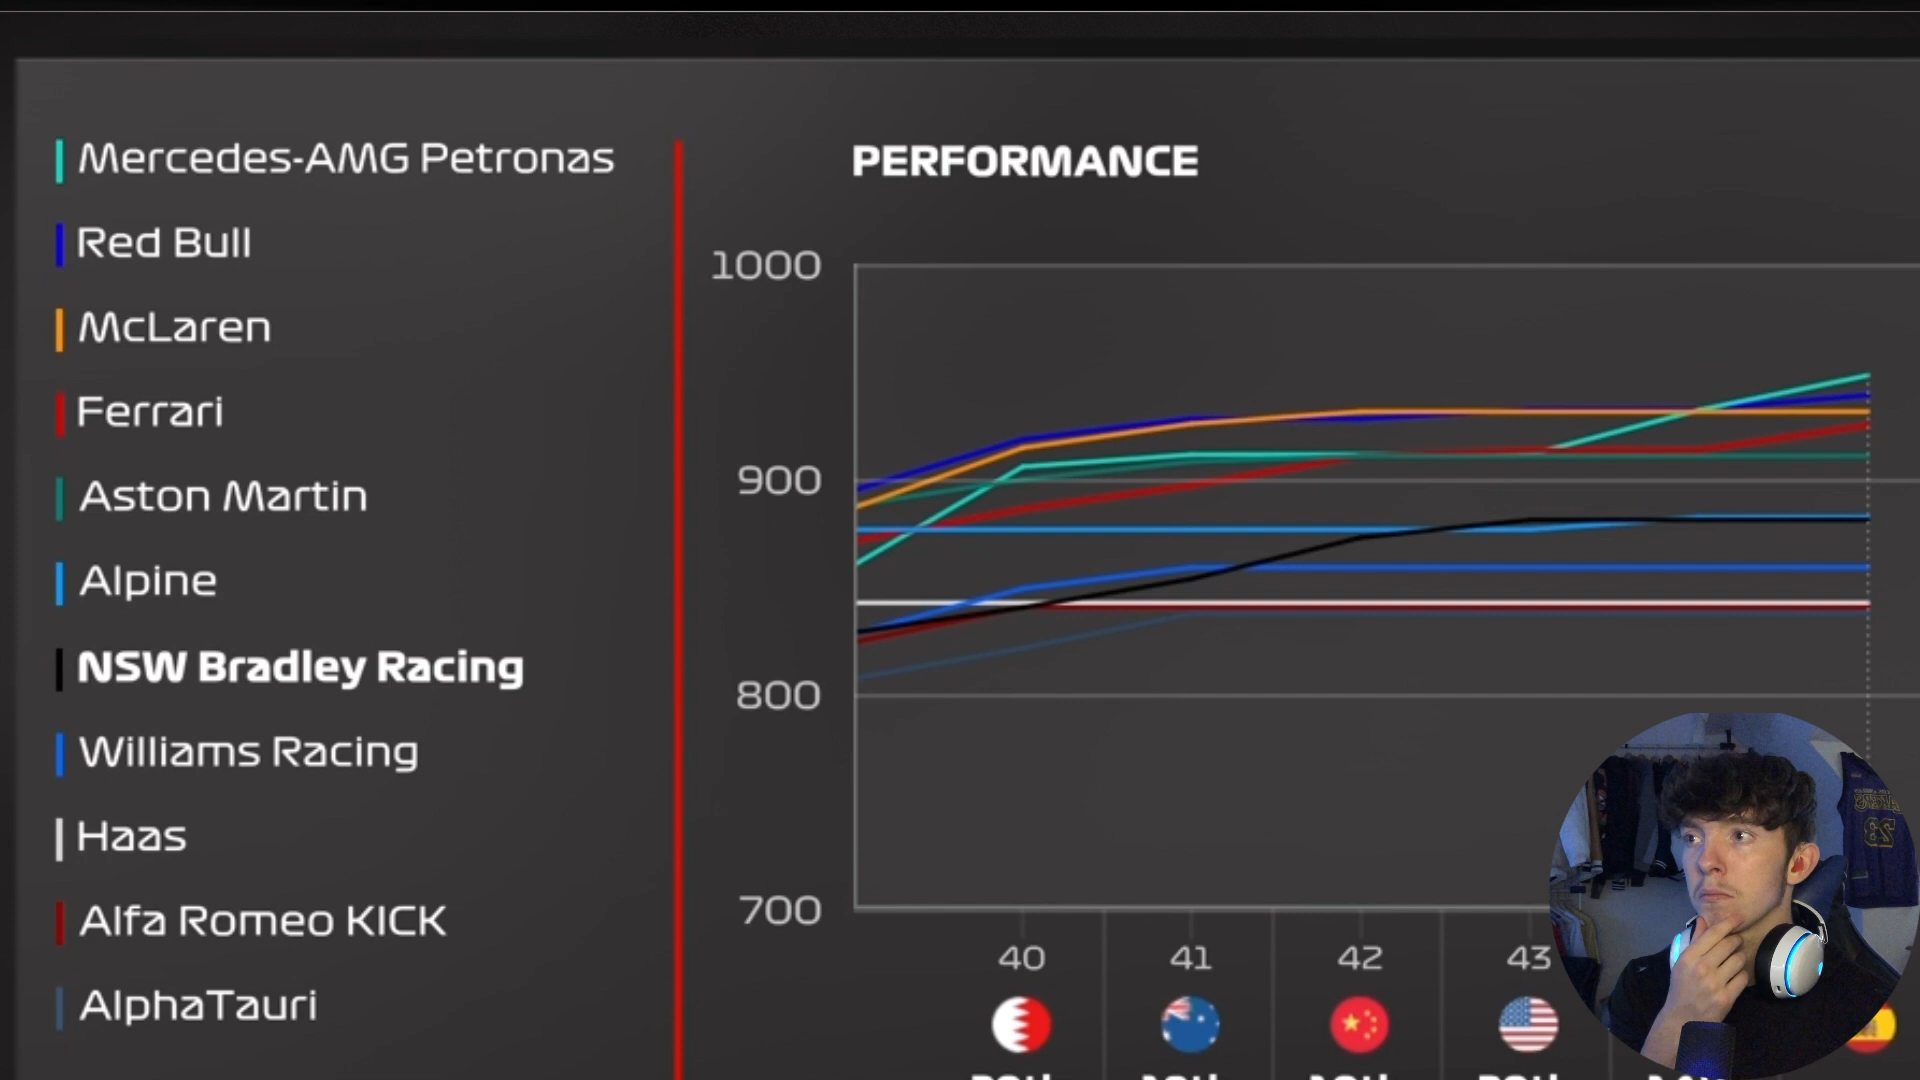 Mercedes-AMG Petronas
Red Bull
McLaren
Ferrari
Aston Martin
Alpine
NSW Bradley Racing
Williams Racing
Haas
Alfa Romeo KICK
AlphaTauri
PERFORMANCE
1000
900
800
700
40
41
42
43